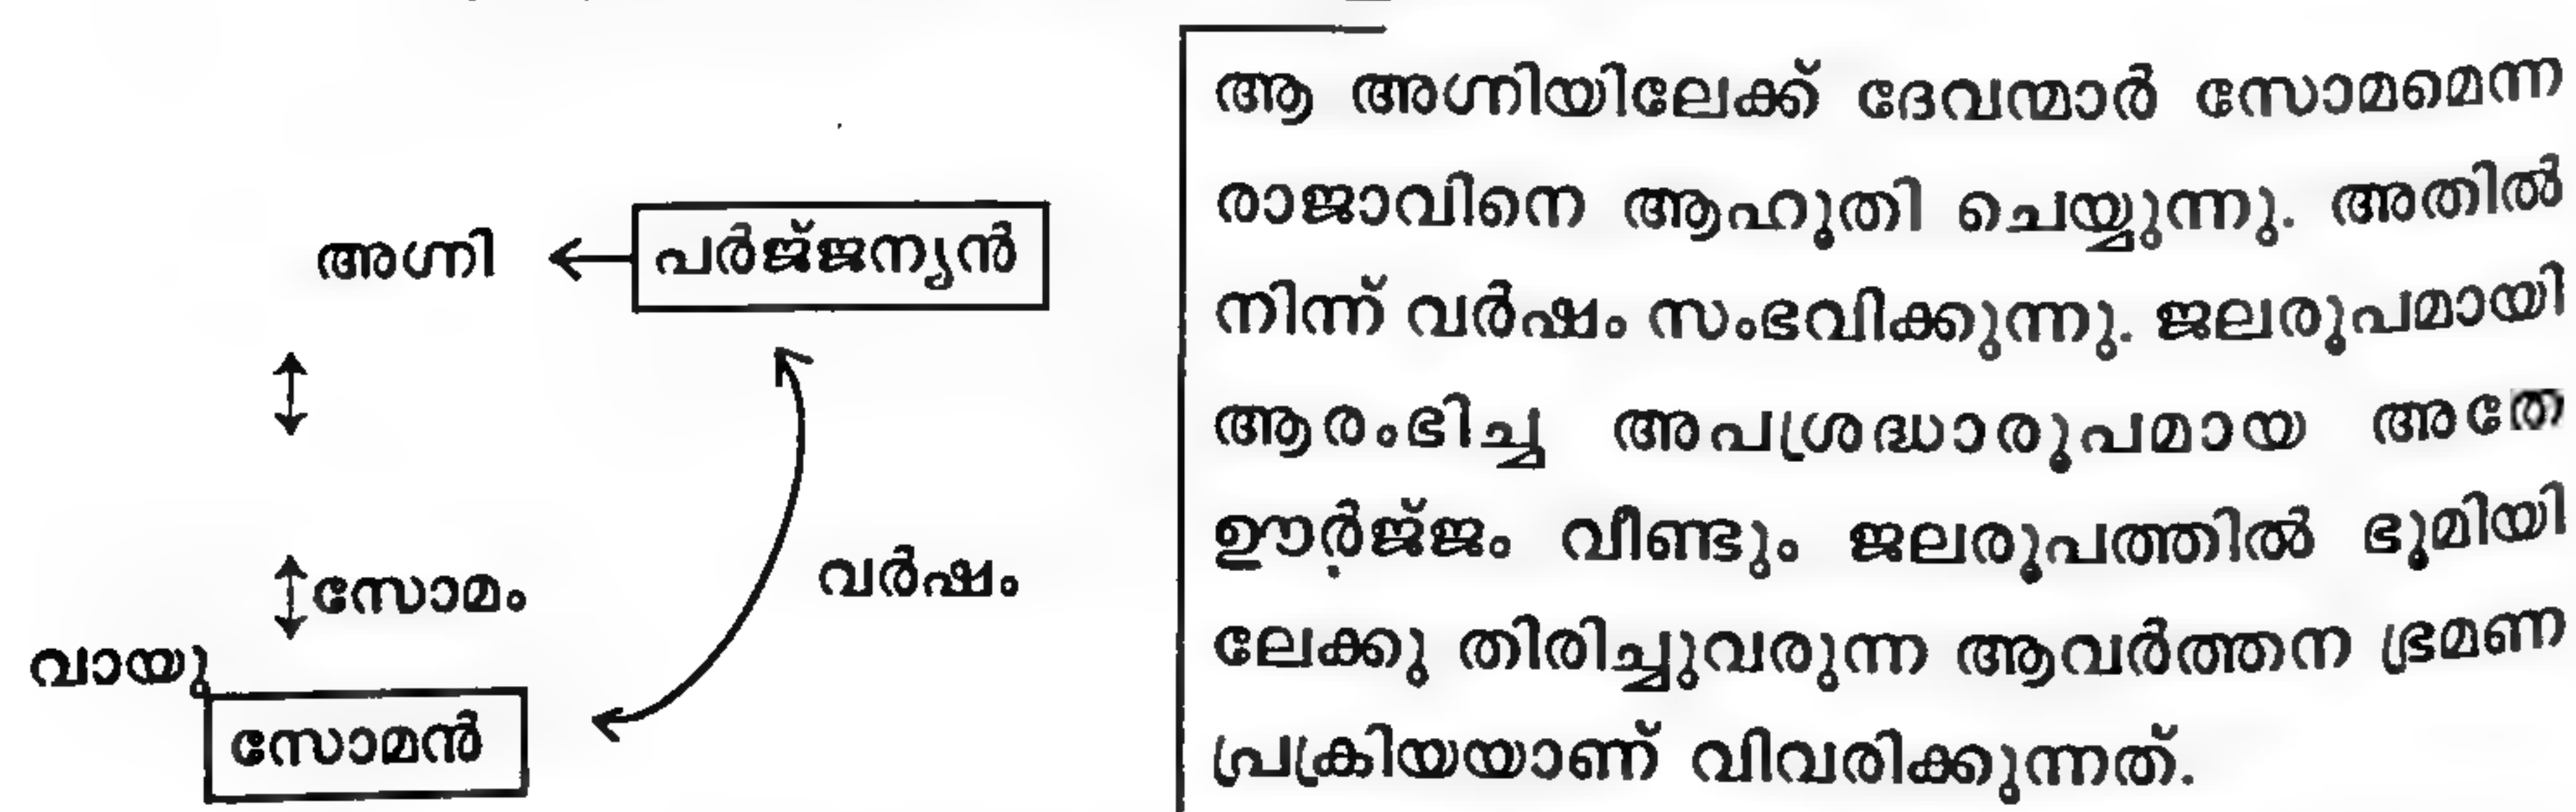 അഗ്നി
പർജ്ജന്യൻ
സോമം
വർഷം
വായു
സോമൻ
ആ അഗ്നിയിലേക്ക് ദേവന്മാർ സോമമെന്ന
രാജാവിനെ ആഹൂതി ചെയ്യുന്നു. അതിൽ
നിന്ന് വർഷം സംഭവിക്കുന്നു. ജലരൂപമായി
ആരംഭിച്ച അപശ്രദ്ധാരൂപമായ അതേ
ഊർജ്ജം വീണ്ടും ജലരൂപത്തിൽ ഭൂമിയി
ലേക്കു തിരിച്ചുവരുന്ന ആവർത്തന ഭ്രമണ
പ്രക്രിയയാണ് വിവരിക്കുന്നത്.